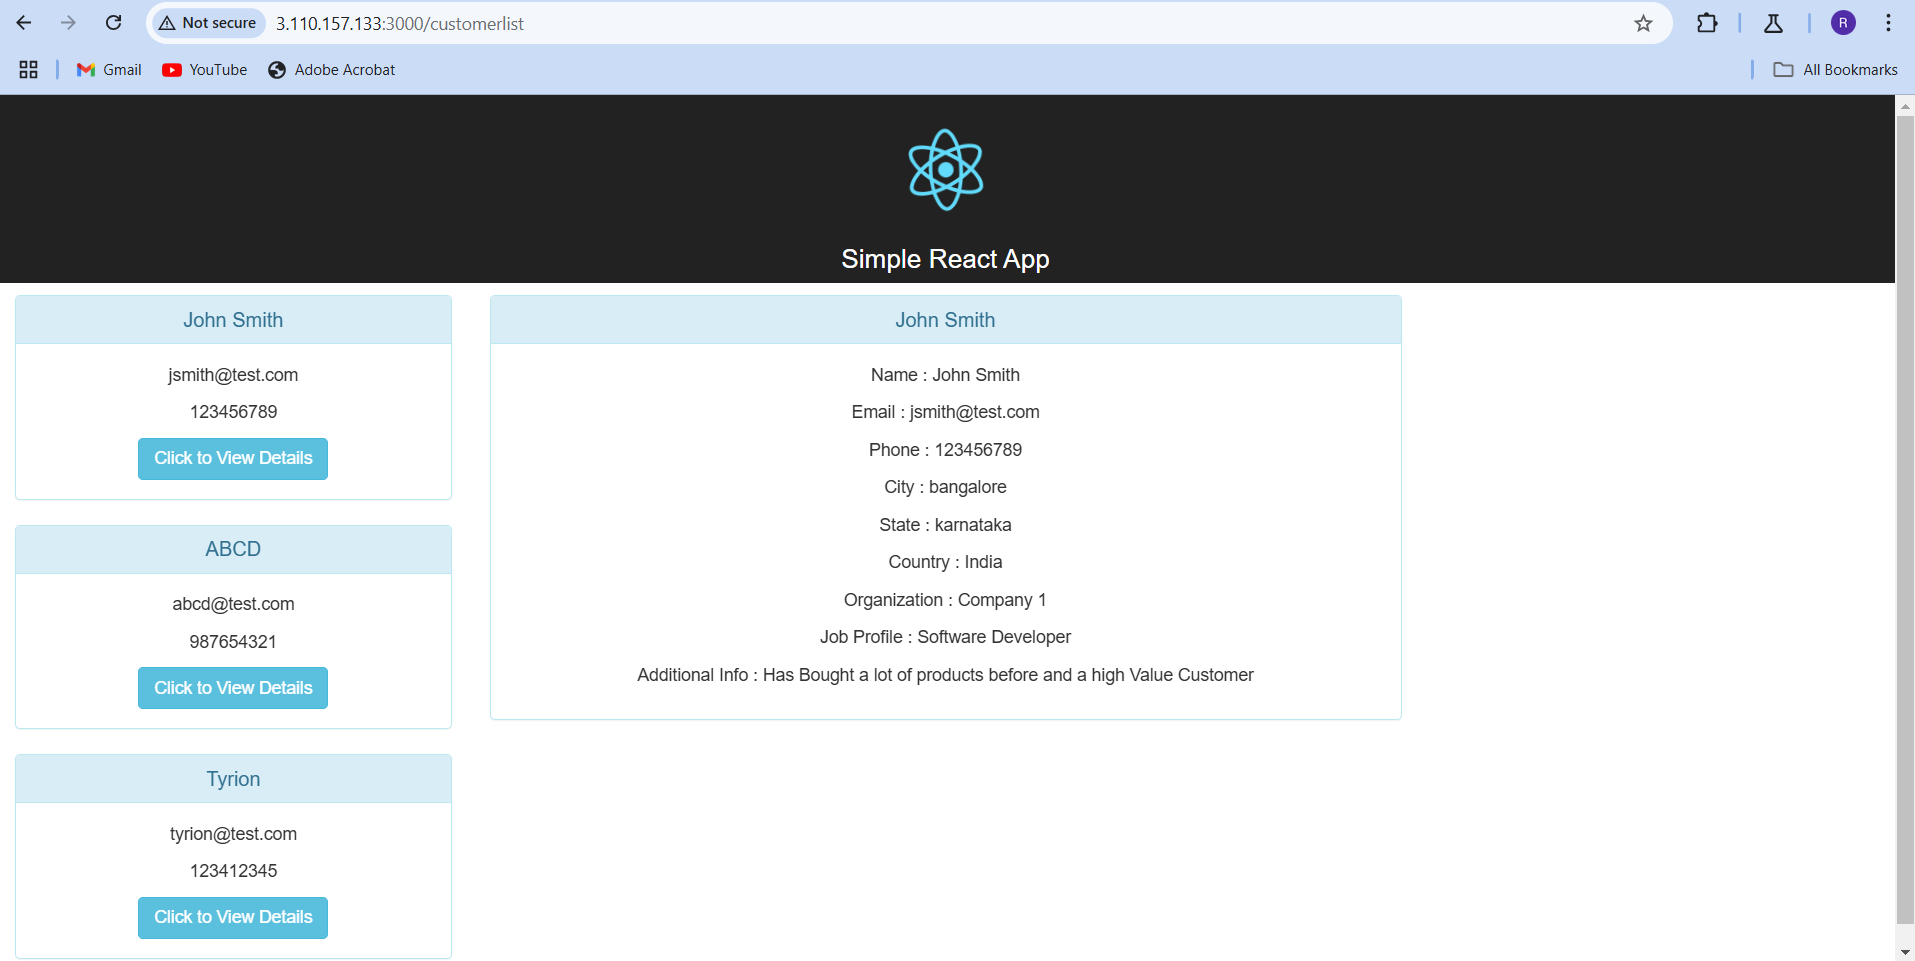 Not secure 3.110.157.133:3000/customerlist R
Gmail YouTube Adobe Acrobat All Bookmarks
Simple React App
John Smith
jsmith@test.com
123456789
Click to View Details
ABCD
abcd@test.com
987654321
Click to View Details
Tyrion
tyrion@test.com
123412345
Click to View Details
John Smith
Name : John Smith
Email : jsmith@test.com
Phone : 123456789
City : bangalore
State : karnataka
Country : India
Organization : Company 1
Job Profile : Software Developer
Additional Info : Has Bought a lot of products before and a high Value Customer